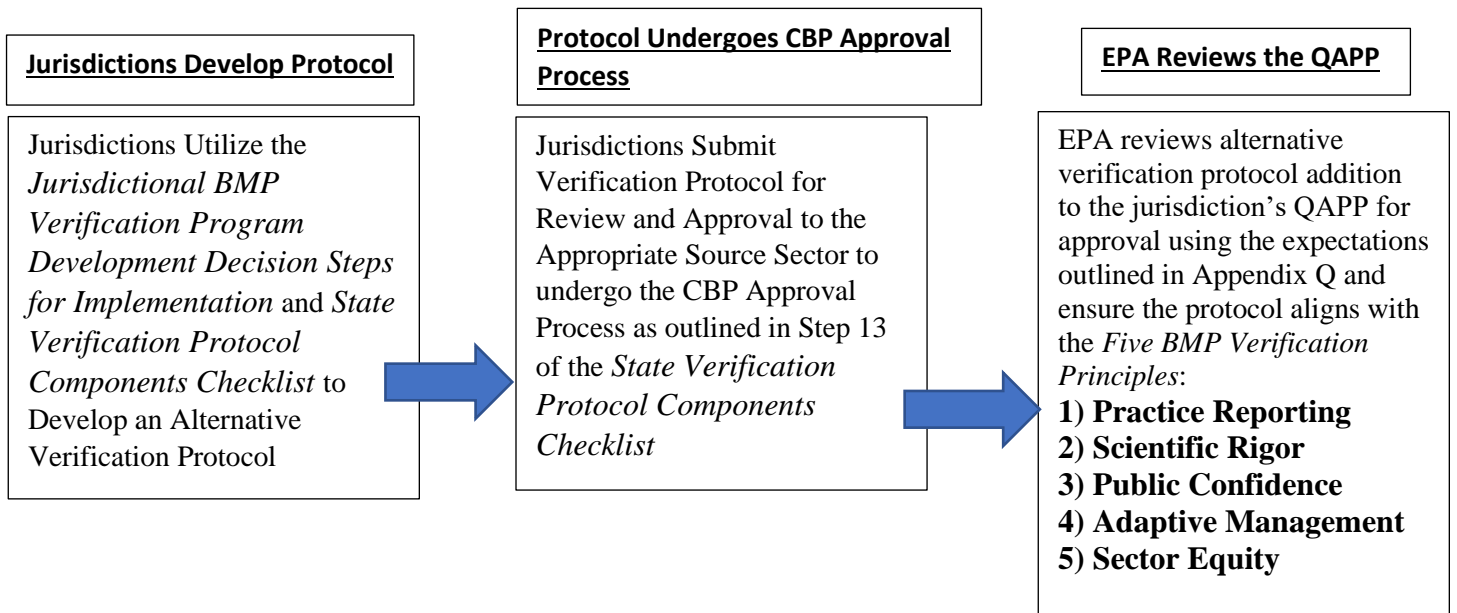 Jurisdictions Develop Protocol
Jurisdictions Utilize the
Jurisdictional BMP
Verification Program
Development Decision Steps
for Implementation and State
Verification Protocol
Components Checklist to
Develop an Alternative
Verification Protocol
Protocol Undergoes CBP Approval
Process
Jurisdictions Submit
Verification Protocol for
Review and Approval to the
Appropriate Source Sector to
undergo the CBP Approval
Process as outlined in Step 13
of the State Verification
Protocol Components
Checklist
EPA Reviews the QAPP
EPA reviews alternative
verification protocol addition
to the jurisdiction’s QAPP for
approval using the expectations
outlined in Appendix Q and
ensure the protocol aligns with
the Five BMP Verification
Principles:
1) Practice Reporting
2) Scientific Rigor
3) Public Confidence
4) Adaptive Management
5) Sector Equity